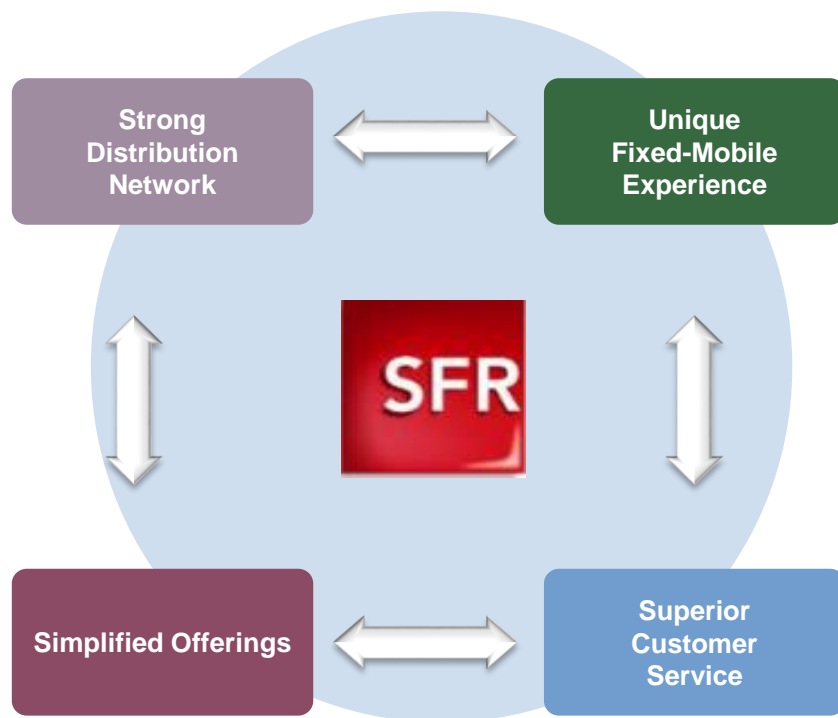 Strong
Distribution
Network
Unique
Fixed-Mobile
Experience
SFR
Simplified Offerings
Superior
Customer
Service